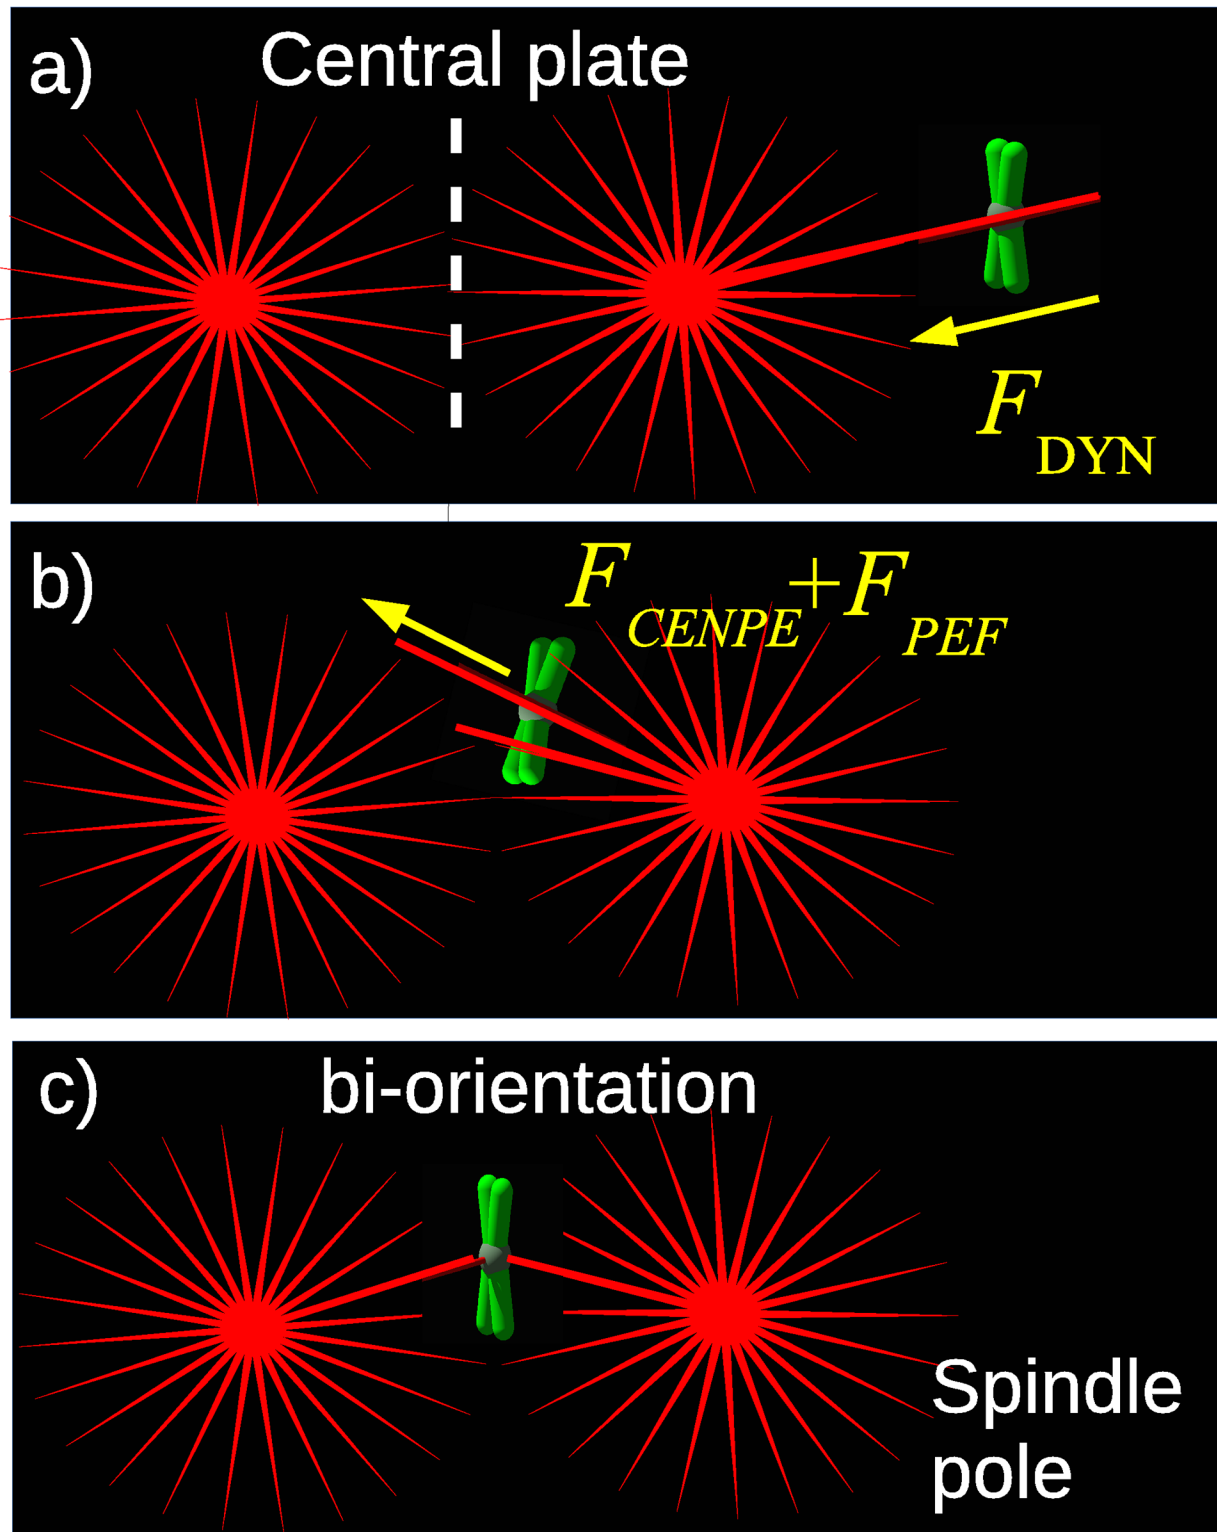 a) Central plate
F DYN
b) F CENPE + F PEF
c) bi-orientation
Spindle
pole